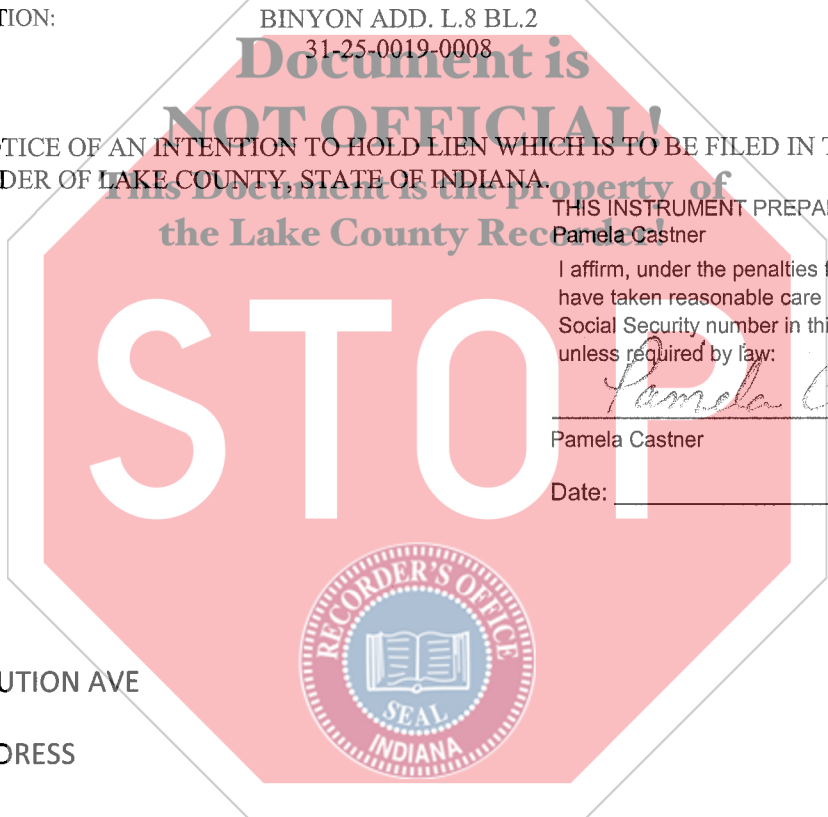 TION: BINYON ADD. L.8 BL.2
31-25-0019-0008
Document is
NOT OFFICIAL!
TICE OF AN INTENTION TO HOLD LIEN WHICH IS TO BE FILED IN T
DER OF LAKE COUNTY, STATE OF INDIANA.
This Document is the property of
the Lake County Recorder!
THIS INSTRUMENT PREPAR
Pamela Castner
I affirm, under the penalties f
have taken reasonable care
Social Security number in thi
unless required by law:
Pamela C
Pamela Castner
Date:
STOP
RECORDER'S OFFICE
SEAL
INDIANA
UTION AVE
DRESS